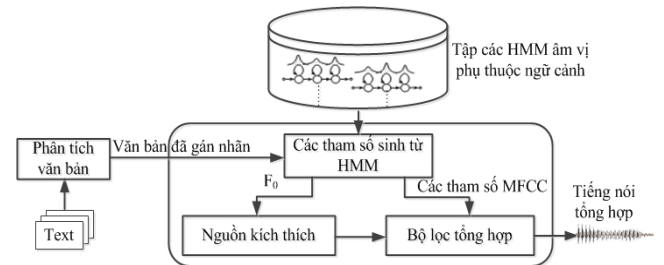 Tập các HMM âm vị
phụ thuộc ngữ cảnh
Phân tích
văn bản
Văn bản đã gán nhãn
Các tham số sinh từ
HMM
F₀
Các tham số MFCC
Tiếng nói
tổng hợp
Text
Nguồn kích thích
Bộ lọc tổng hợp